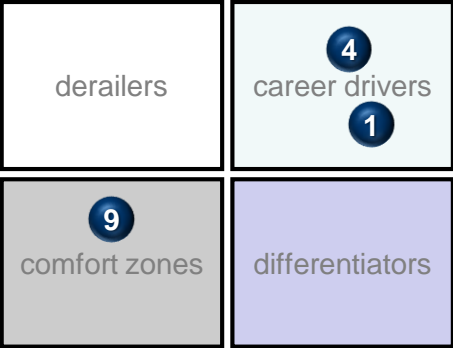 derailers
4
career drivers
1
9
comfort zones
differentiators